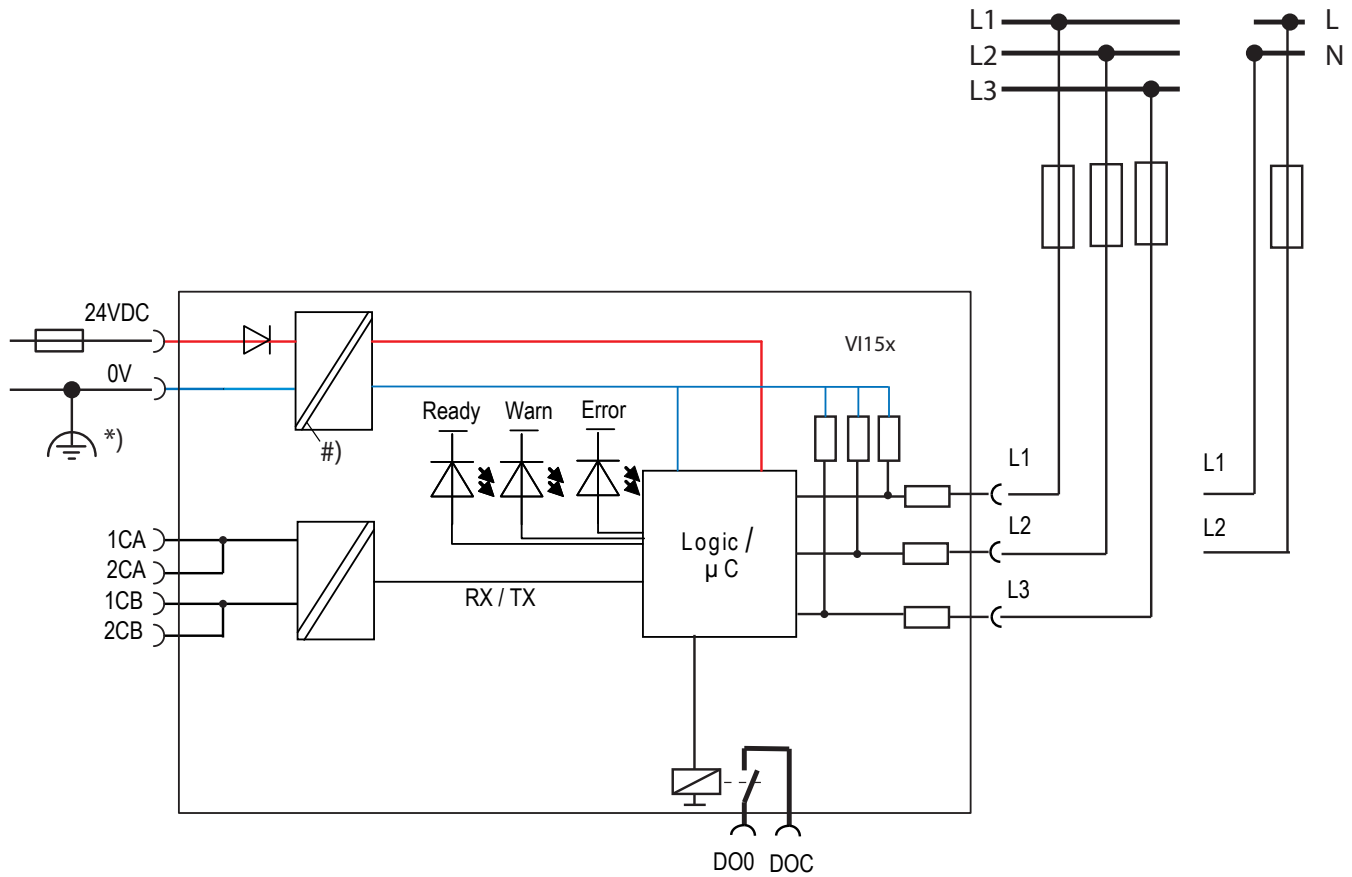 L1
L
L2
N
L3
24VDC
0V
*)
#)
VI15x
Ready
Warn
Error
L1
L1
L2
L2
L3
1CA
2CA
1CB
2CB
RX / TX
Logic /
µC
DO0
DOC